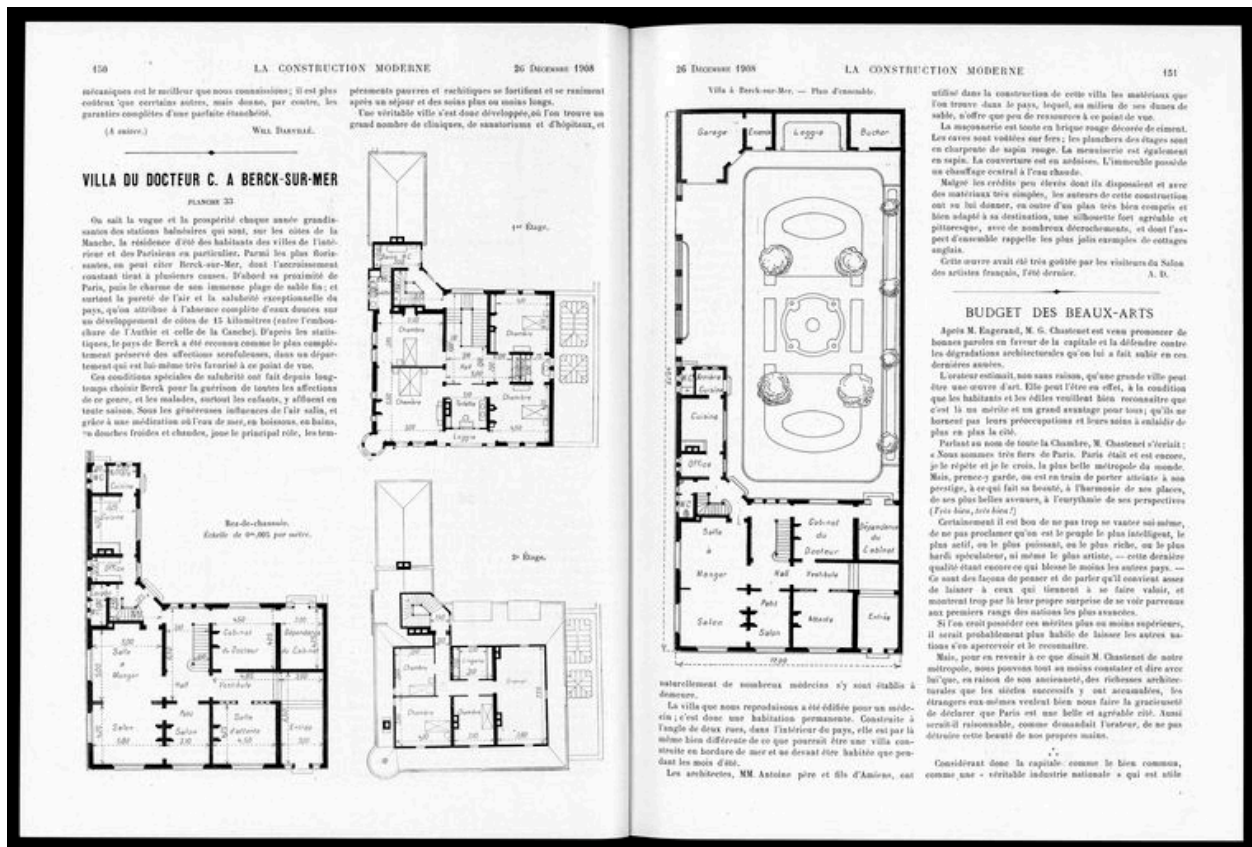 150
LA CONSTRUCTION MODERNE
26 Décembre 1908
mécaniques est le meilleur que nous connaissions; il est plus
coûteux que certains autres, mais donne, par contre, les
garanties complètes d'une parfaite étanchéité.
(A suivre.) Will Darvillé.
VILLA DU DOCTEUR C. A BERCK-SUR-MER
PLANCHE 33
On sait la vogue et la prospérité chaque année grandis-
santes des stations balnéaires qui sont, sur les côtes de la
Manche, la résidence d'été des habitants des villes de l'inté-
rieur et des Parisiens en particulier. Parmi les plus floris-
santes, on peut citer Berck-sur-Mer, dont l'accroissement
constant tient à plusieurs causes. D'abord sa proximité de
Paris, puis le charme de son immense plage de sable fin; et
surtout la pureté de l'air et la salubrité exceptionnelle du
pays, qu'on attribue à l'absence complète d'eaux douces sur
un développement de côtes de 15 kilomètres (entre l'embou-
chure de l'Authie et celle de la Canche). D'après les statis-
tiques, le pays de Berck a été reconnu comme le plus complè-
tement préservé des affections scrofuleuses, dans un dépar-
tement qui est lui-même très favorisé à ce point de vue.
Ces conditions spéciales de salubrité ont fait depuis long-
temps choisir Berck pour la guérison de toutes les affections
de ce genre, et les malades, surtout les enfants, y affluent en
toute saison. Sous les généreuses influences de l'air salin, et
grâce à une médication où l'eau de mer, en boissons, en bains,
en douches froides et chaudes, joue le principal rôle, les tem-
péraments pauvres et rachitiques se fortifient et se raniment
après un séjour et des soins plus ou moins longs.
Une véritable ville s'est donc développée, où l'on trouve un
grand nombre de cliniques, de sanatoriums et d'hôpitaux, et
1er Étage.
Chambre
Chambre
Hall
Chambre
Toilette
Chambre
Loggia
Rez-de-chaussée.
Échelle de 0m,005 par mètre.
Cuisine
Cuisine
Office
Salle
à
Manger
Cabinet
du Docteur
Dépendance
du Cabinet
Hall
Vestibule
Salon
Petit
Salon
Salle
d'attente
Entrée
2e Étage.
Chambre
Lingerie
Grenier
Chambre
Chambre
26 Décembre 1908
LA CONSTRUCTION MODERNE
151
Villa à Berck-sur-Mer. — Plan d'ensemble.
Garage
Loggia
Bucher
Cuisine
Cuisine
Office
Salle
à
Manger
Cabinet
du
Docteur
Dépendance
du
Cabinet
Hall
Vestibule
Salon
Petit
Salon
Attente
Entrée
naturellement de nombreux médecins s'y sont établis à
demeure.
La villa que nous reproduisons a été édifiée pour un méde-
cin; c'est donc une habitation permanente. Construite à
l'angle de deux rues, dans l'intérieur du pays, elle est par là
même bien différente de ce que pourrait être une villa con-
struite en bordure de mer et ne devant être habitée que pen-
dant les mois d'été.
Les architectes, MM. Antoine père et fils d'Amiens, ont
utilisé dans la construction de cette villa les matériaux que
l'on trouve dans le pays, lequel, au milieu de ses dunes de
sable, n'offre que peu de ressources à ce point de vue.
La maçonnerie est toute en brique rouge décorée de ciment.
Les caves sont voûtées sur fers; les planchers des étages sont
en charpente de sapin rouge. La menuiserie est également
en sapin. La couverture est en ardoises. L'immeuble possède
un chauffage central à l'eau chaude.
Malgré les crédits peu élevés dont ils disposaient et avec
des matériaux très simples, les auteurs de cette construction
ont su lui donner, en outre d'un plan très bien compris et
bien adapté à sa destination, une silhouette fort agréable et
pittoresque, avec de nombreux décrochements, et dont l'as-
pect d'ensemble rappelle les plus jolis exemples de cottages
anglais.
Cette œuvre avait été très goûtée par les visiteurs du Salon
des artistes français, l'été dernier. A. D.
BUDGET DES BEAUX-ARTS
Après M. Engerand, M. G. Chastenet est venu prononcer de
bonnes paroles en faveur de la capitale et la défendre contre
les dégradations architecturales qu'on lui a fait subir en ces
dernières années.
L'orateur estimait, non sans raison, qu'une grande ville peut
être une œuvre d'art. Elle peut l'être en effet, à la condition
que les habitants et les édiles veuillent bien reconnaître que
c'est là un mérite et un grand avantage pour tous; qu'ils ne
bornent pas leurs préoccupations et leurs soins à enlaidir de
plus en plus la cité.
Parlant au nom de toute la Chambre, M. Chastenet s'écriait:
« Nous sommes très fiers de Paris. Paris était et est encore,
je le répète et je le crois, la plus belle métropole du monde.
Mais, prenez-y garde, on est en train de porter atteinte à son
prestige, à ce qui fait sa beauté, à l'harmonie de ses places,
de ses plus belles avenues, à l'eurythmie de ses perspectives
(Très bien, très bien!)
Certainement il est bon de ne pas trop se vanter soi-même,
de ne pas proclamer qu'on est le peuple le plus intelligent, le
plus actif, ou le plus puissant, ou le plus riche, ou le plus
hardi spéculateur, ni même le plus artiste, — cette dernière
qualité étant encore ce qui blesse le moins les autres pays. —
Ce sont des façons de penser et de parler qu'il convient assez
de laisser à ceux qui tiennent à se faire valoir, et
montrent trop par là leur propre surprise de se voir parvenus
aux premiers rangs des nations les plus avancées.
Si l'on croit posséder ces mérites plus ou moins supérieurs,
il serait probablement plus habile de laisser les autres na-
tions s'en apercevoir et le reconnaître.
Mais, pour en revenir à ce que disait M. Chastenet de notre
métropole, nous pouvons tout au moins constater et dire avec
lui que, en raison de son ancienneté, des richesses architec-
turales que les siècles successifs y ont accumulées, les
étrangers eux-mêmes veulent bien nous faire la gracieuseté
de déclarer que Paris est une belle et agréable cité. Aussi
serait-il raisonnable, comme demandait l'orateur, de ne pas
détruire cette beauté de nos propres mains.
Considérant donc la capitale comme le bien commun,
comme une « véritable industrie nationale » qui est utile